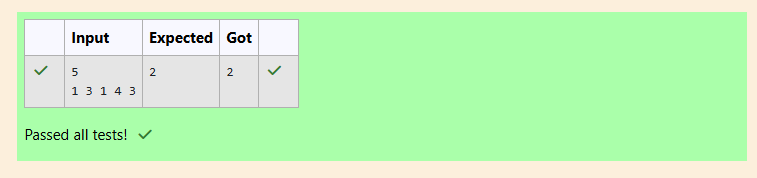 Input Expected Got
5 2 2
1 3 1 4 3
Passed all tests!